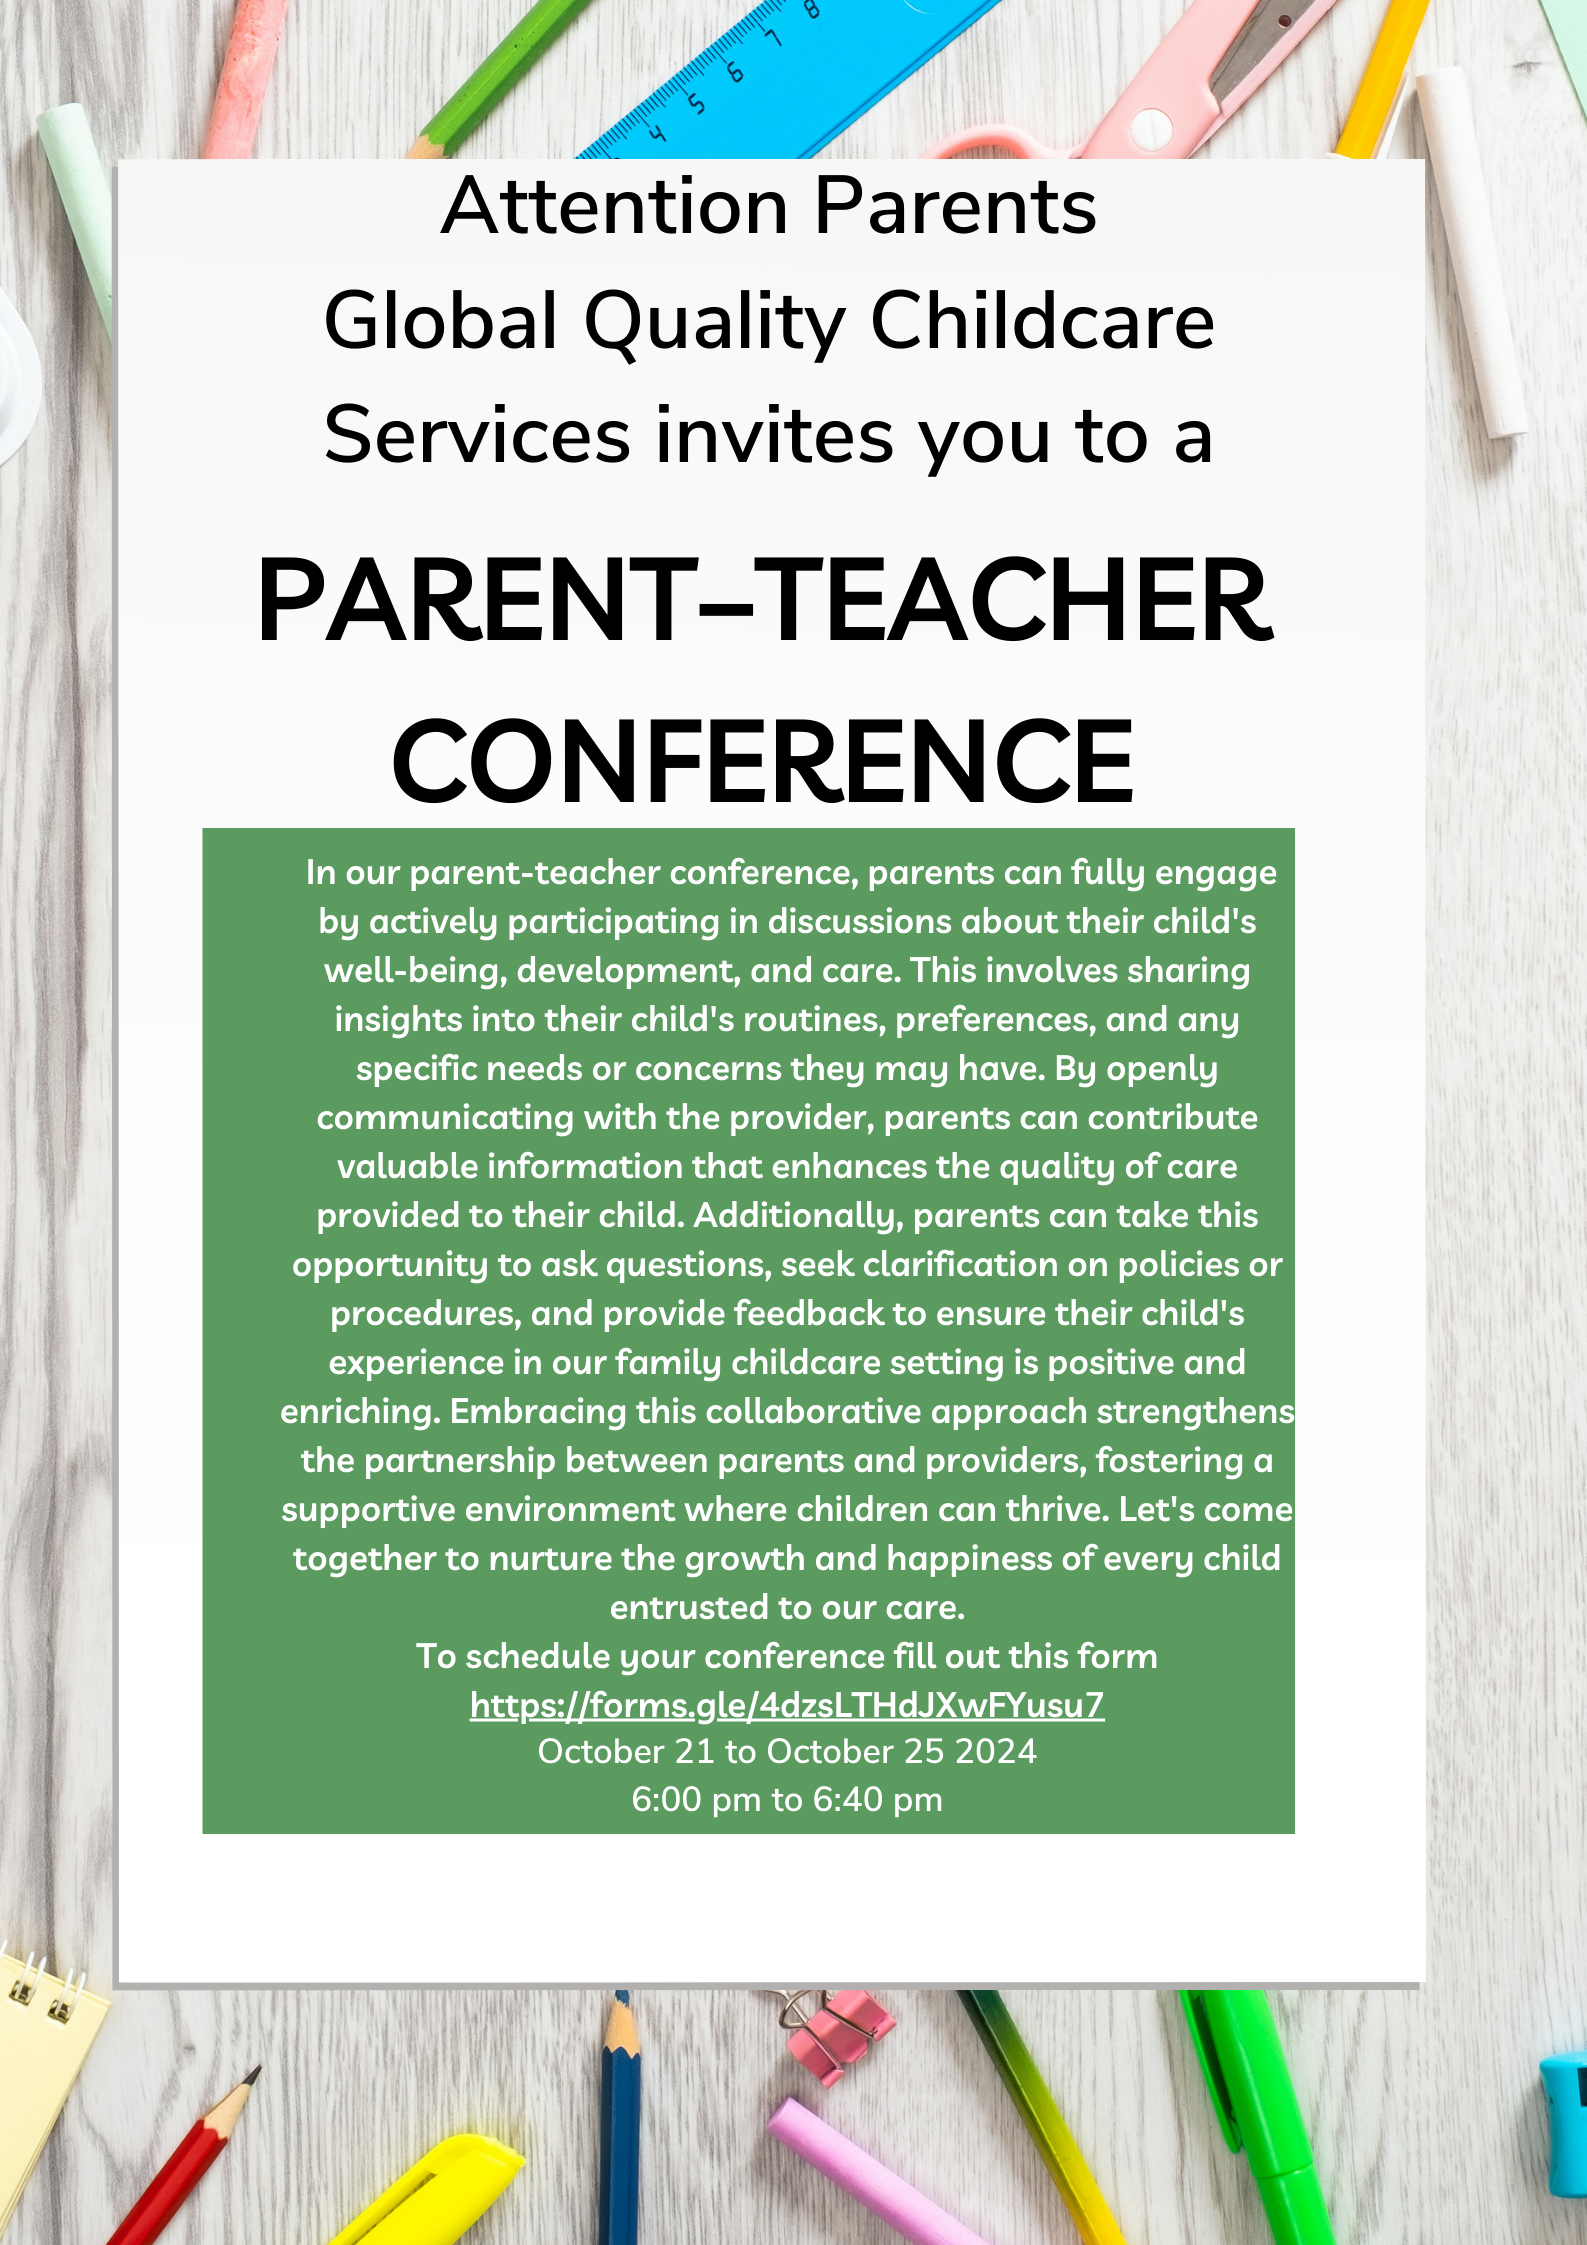 4 5 6 7 8
Attention Parents
Global Quality Childcare
Services invites you to a
PARENT–TEACHER
CONFERENCE
In our parent-teacher conference, parents can fully engage
by actively participating in discussions about their child's
well-being, development, and care. This involves sharing
insights into their child's routines, preferences, and any
specific needs or concerns they may have. By openly
communicating with the provider, parents can contribute
valuable information that enhances the quality of care
provided to their child. Additionally, parents can take this
opportunity to ask questions, seek clarification on policies or
procedures, and provide feedback to ensure their child's
experience in our family childcare setting is positive and
enriching. Embracing this collaborative approach strengthens
the partnership between parents and providers, fostering a
supportive environment where children can thrive. Let's come
together to nurture the growth and happiness of every child
entrusted to our care.
To schedule your conference fill out this form
https://forms.gle/4dzsLTHdJXwFYusu7
October 21 to October 25 2024
6:00 pm to 6:40 pm